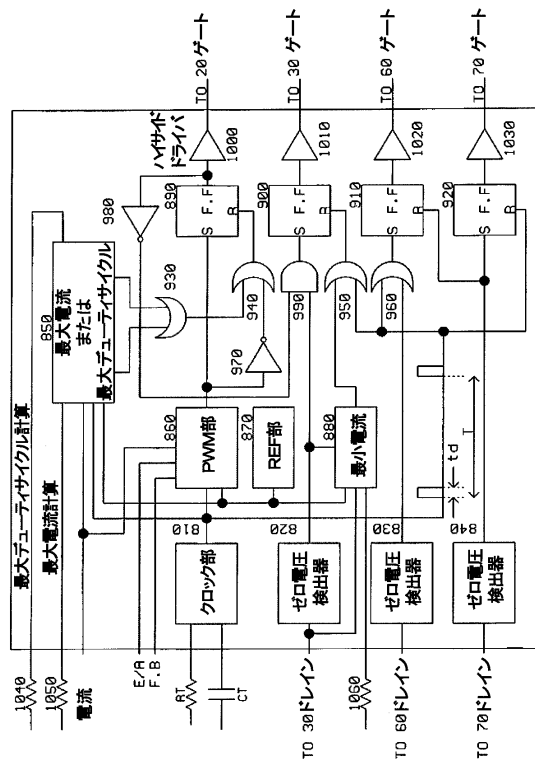 最大デューティサイクル計算
最大電流計算
1040
1050
電流
E/A
F.B
RT
CT
TO 30ドレイン
1060
TO 60ドレイン
TO 70ドレイン
850
最大電流
または
最大デューティサイクル
クロック部
810
PWM部
860
REF部
870
最小電流
880
ゼロ電圧
検出器
820
ゼロ電圧
検出器
830
ゼロ電圧
検出器
840
td
T
930
940
950
960
970
980
990
S F.F
R
890
S F.F
R
900
S F.F
R
910
S F.F
R
920
ハイサイド
ドライバ
1000
1010
1020
1030
TO 20 ゲート
TO 30 ゲート
TO 60 ゲート
TO 70 ゲート